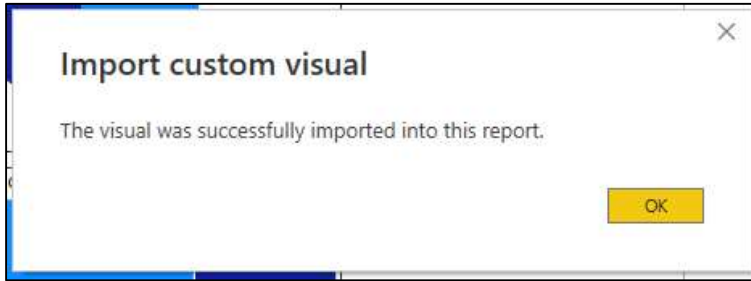 Import custom visual
The visual was successfully imported into this report.
OK